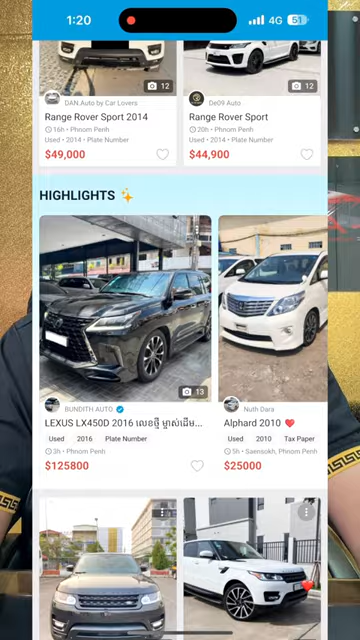 1:20
4G 51
12
12
DAN.Auto by Car Lovers
De09 Auto
Range Rover Sport 2014
Range Rover Sport
16h • Phnom Penh
20h • Phnom Penh
Used • 2014 • Plate Number
Used • 2014 • Plate Number
$49,000
$44,900
HIGHLIGHTS ✨
13
BUNDITH AUTO
Nuth Dara
LEXUS LX450D 2016 លេខថ្មី ម្ចាស់ដើម...
Alphard 2010 ♥️
Used 2016 Plate Number
Used 2010 Tax Paper
3h • Phnom Penh
5h • Saensokh, Phnom Penh
$125800
$25000